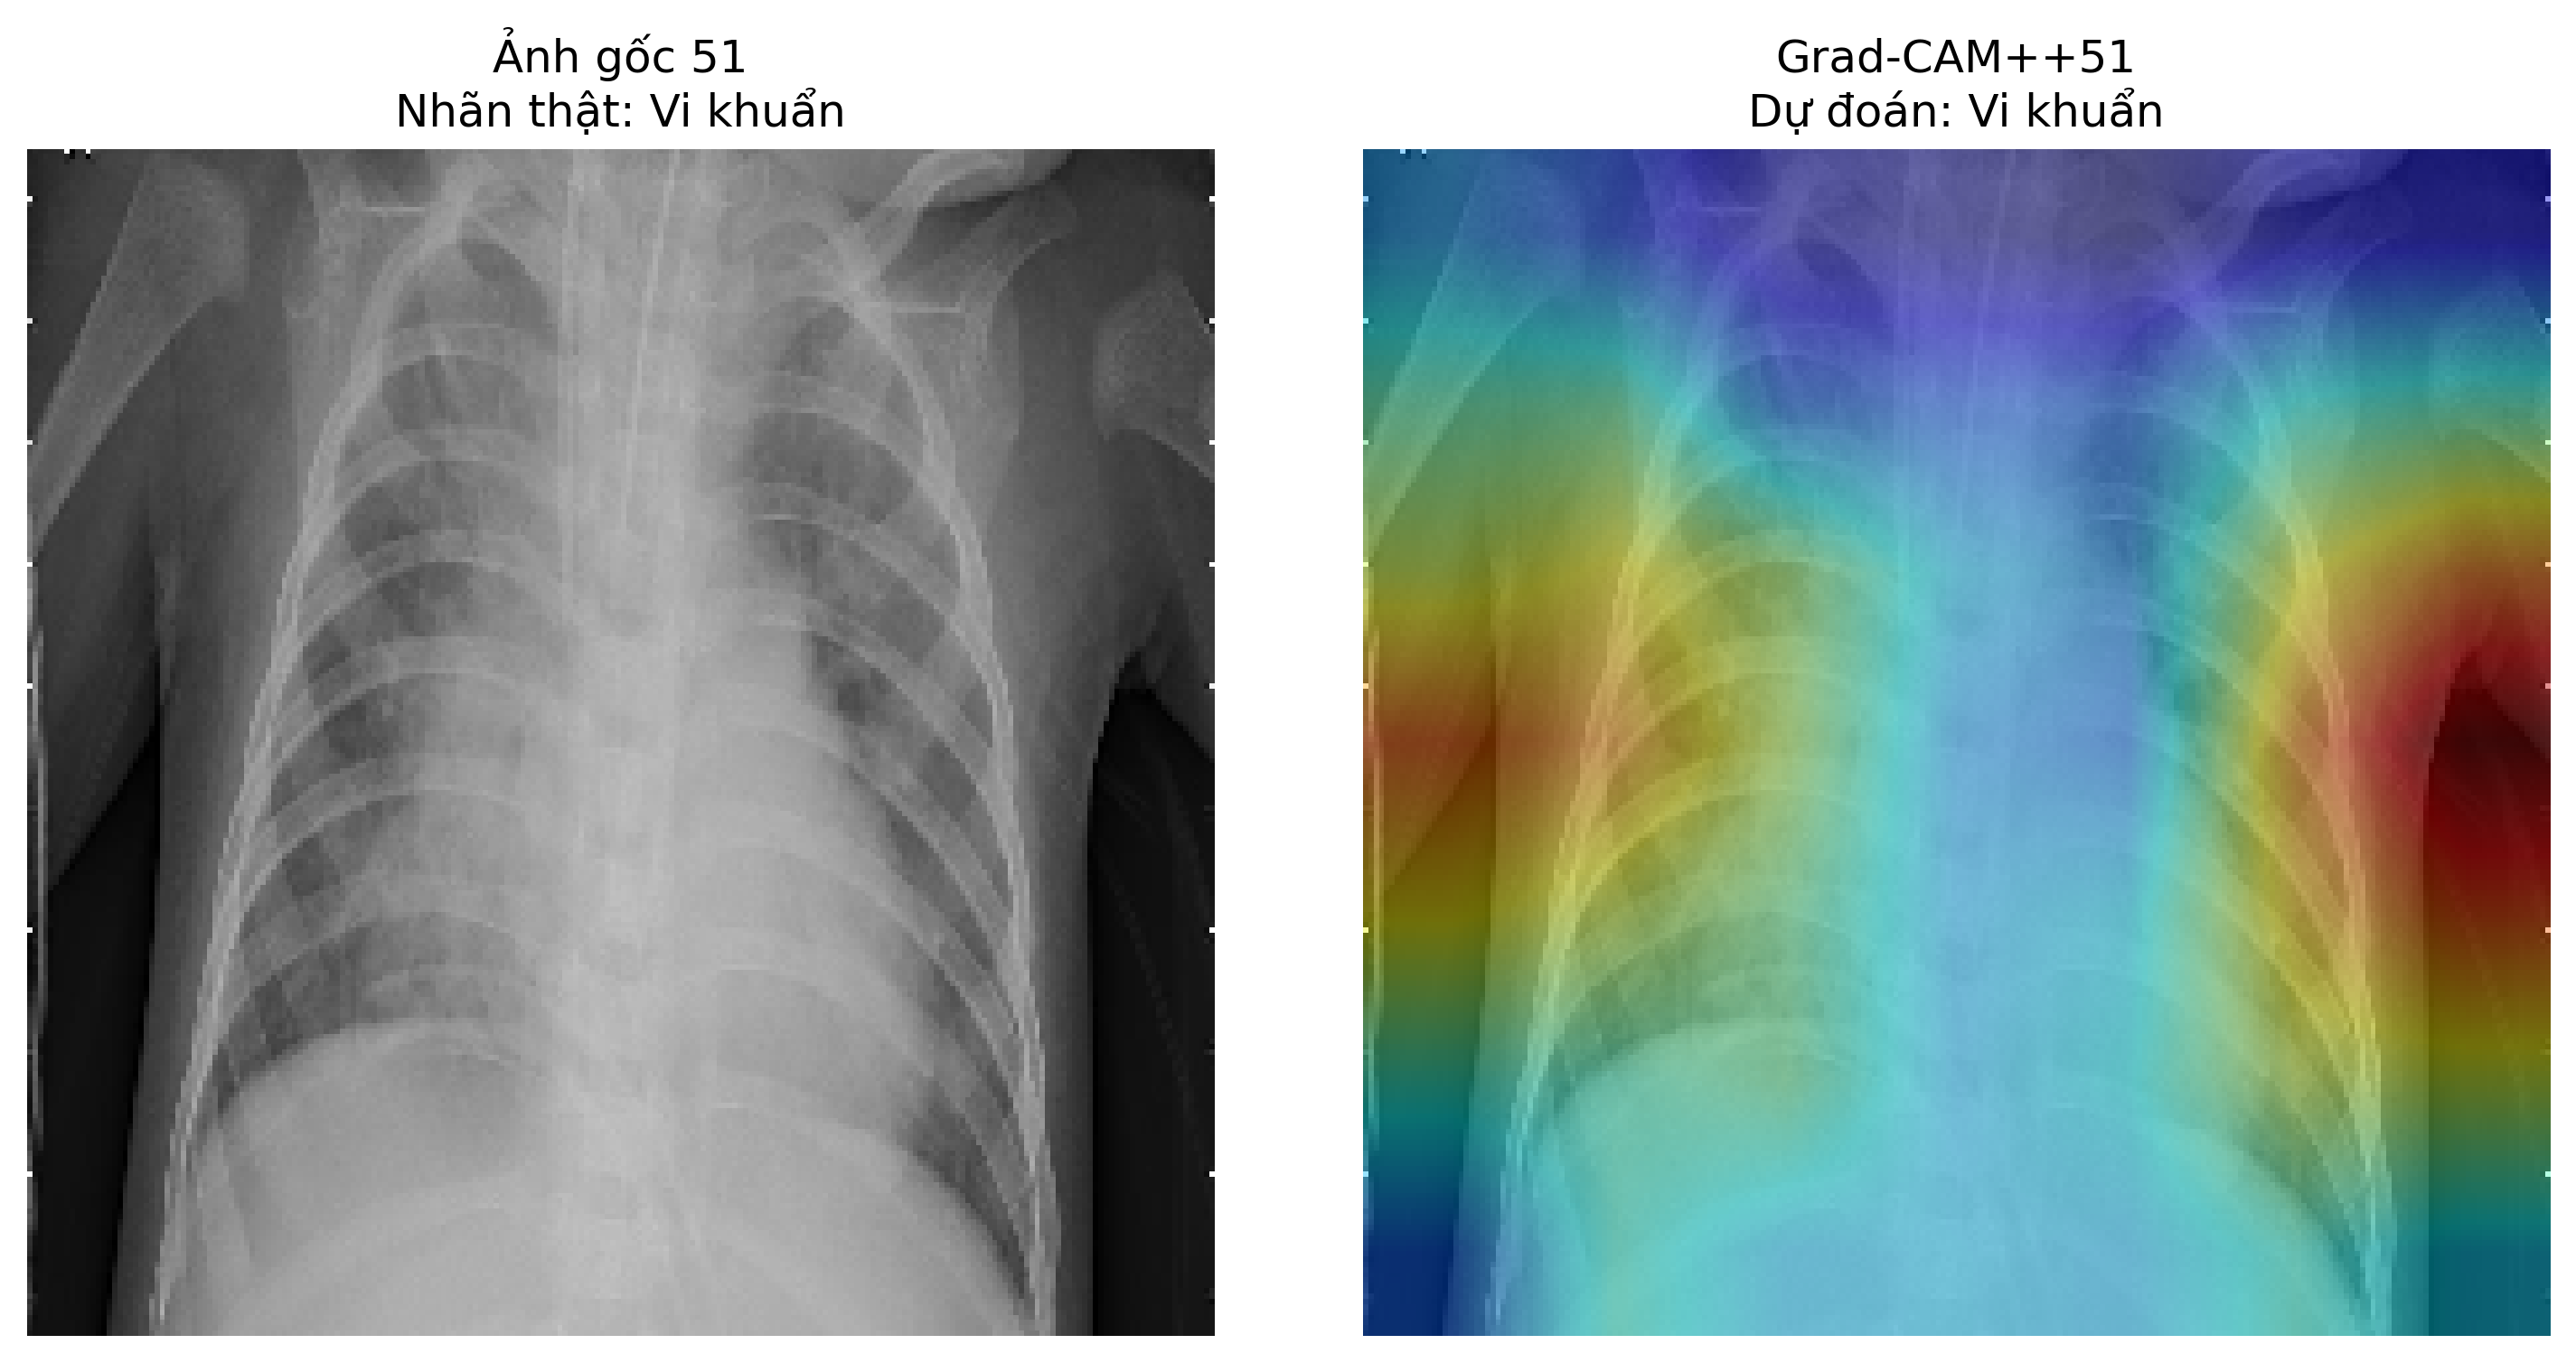 Ảnh gốc 51
Nhãn thật: Vi khuẩn
Grad-CAM++51
Dự đoán: Vi khuẩn